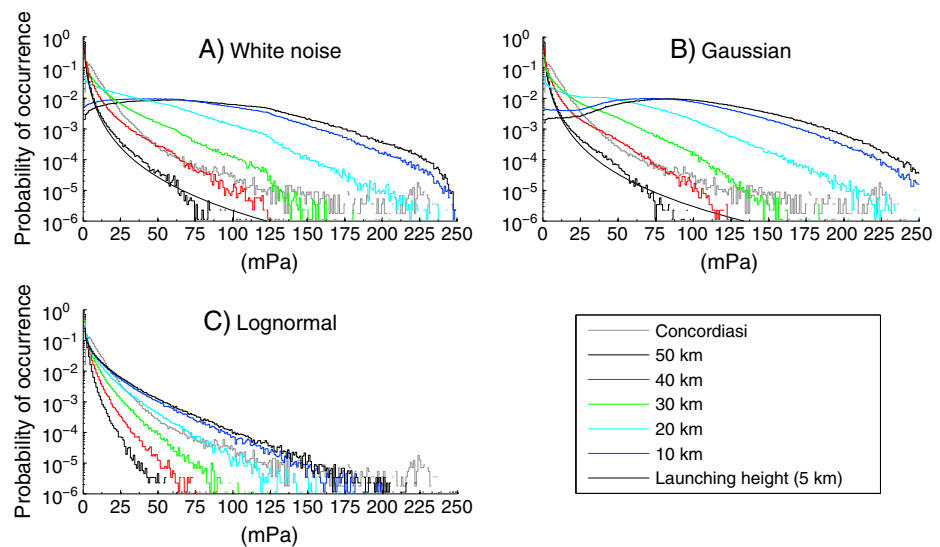 A) White noise
Probability of occurrence
10^0
10^-1
10^-2
10^-3
10^-4
10^-5
10^-6
0 25 50 75 100 125 150 175 200 225 250
(mPa)
B) Gaussian
10^0
10^-1
10^-2
10^-3
10^-4
10^-5
10^-6
0 25 50 75 100 125 150 175 200 225 250
(mPa)
C) Lognormal
Probability of occurrence
10^0
10^-1
10^-2
10^-3
10^-4
10^-5
10^-6
0 25 50 75 100 125 150 175 200 225 250
(mPa)
Concordiasi
50 km
40 km
30 km
20 km
10 km
Launching height (5 km)